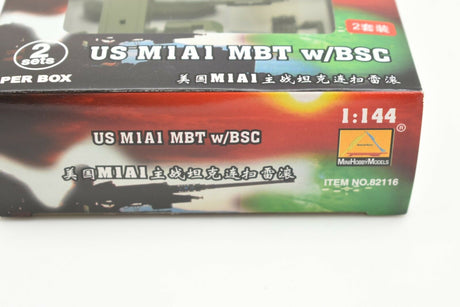 2
sets
PER BOX
US M1A1 MBT w/BSC
2套装
美国M1A1主战坦克连扫雷滚
1:144
US M1A1 MBT w/BSC
®
MINIHOBBYMODELS
美国M1A1主战坦克连扫雷滚
ITEM NO.82116